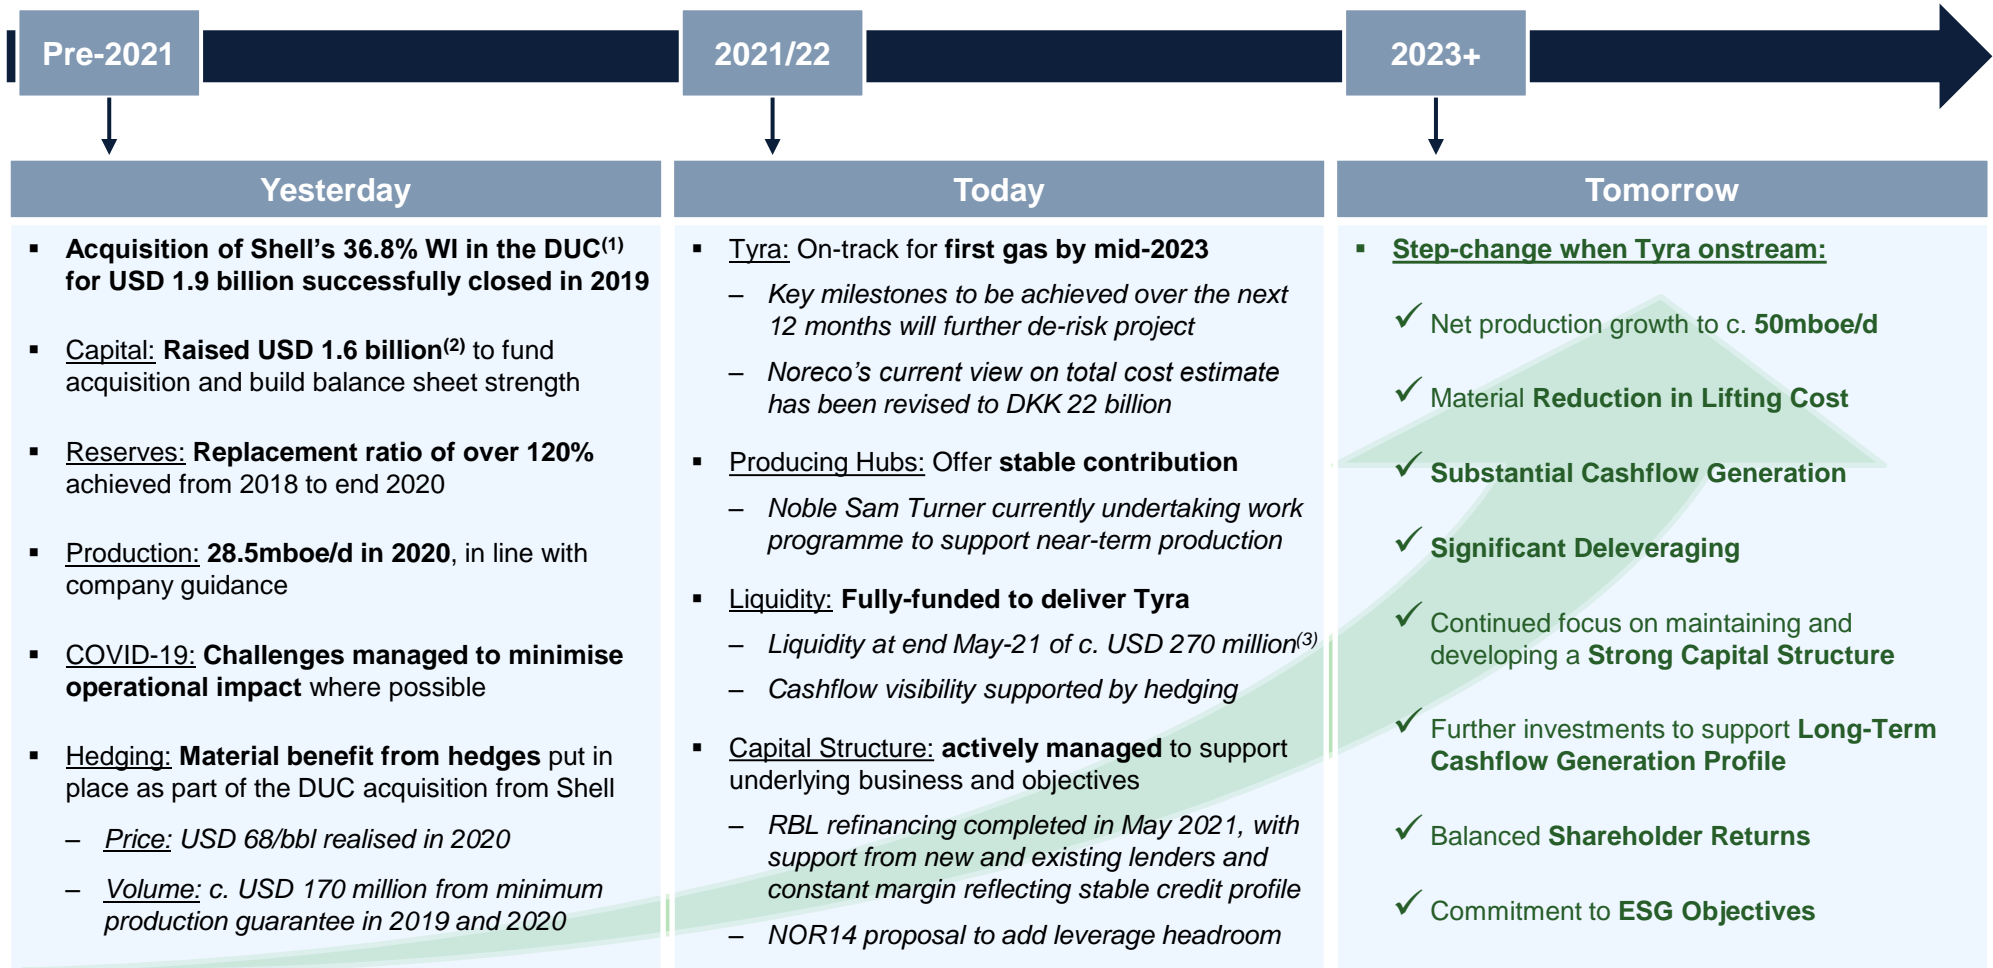 Pre-2021
2021/22
2023+
Yesterday
▪ Acquisition of Shell's 36.8% WI in the DUC(1)
for USD 1.9 billion successfully closed in 2019
▪ Capital: Raised USD 1.6 billion(2) to fund
acquisition and build balance sheet strength
▪ Reserves: Replacement ratio of over 120%
achieved from 2018 to end 2020
▪ Production: 28.5mboe/d in 2020, in line with
company guidance
▪ COVID-19: Challenges managed to minimise
operational impact where possible
▪ Hedging: Material benefit from hedges put in
place as part of the DUC acquisition from Shell
– Price: USD 68/bbl realised in 2020
– Volume: c. USD 170 million from minimum
production guarantee in 2019 and 2020
Today
▪ Tyra: On-track for first gas by mid-2023
– Key milestones to be achieved over the next
12 months will further de-risk project
– Noreco's current view on total cost estimate
has been revised to DKK 22 billion
▪ Producing Hubs: Offer stable contribution
– Noble Sam Turner currently undertaking work
programme to support near-term production
▪ Liquidity: Fully-funded to deliver Tyra
– Liquidity at end May-21 of c. USD 270 million(3)
– Cashflow visibility supported by hedging
▪ Capital Structure: actively managed to support
underlying business and objectives
– RBL refinancing completed in May 2021, with
support from new and existing lenders and
constant margin reflecting stable credit profile
– NOR14 proposal to add leverage headroom
Tomorrow
▪ Step-change when Tyra onstream:
✓ Net production growth to c. 50mboe/d
✓ Material Reduction in Lifting Cost
✓ Substantial Cashflow Generation
✓ Significant Deleveraging
✓ Continued focus on maintaining and
developing a Strong Capital Structure
✓ Further investments to support Long-Term
Cashflow Generation Profile
✓ Balanced Shareholder Returns
✓ Commitment to ESG Objectives